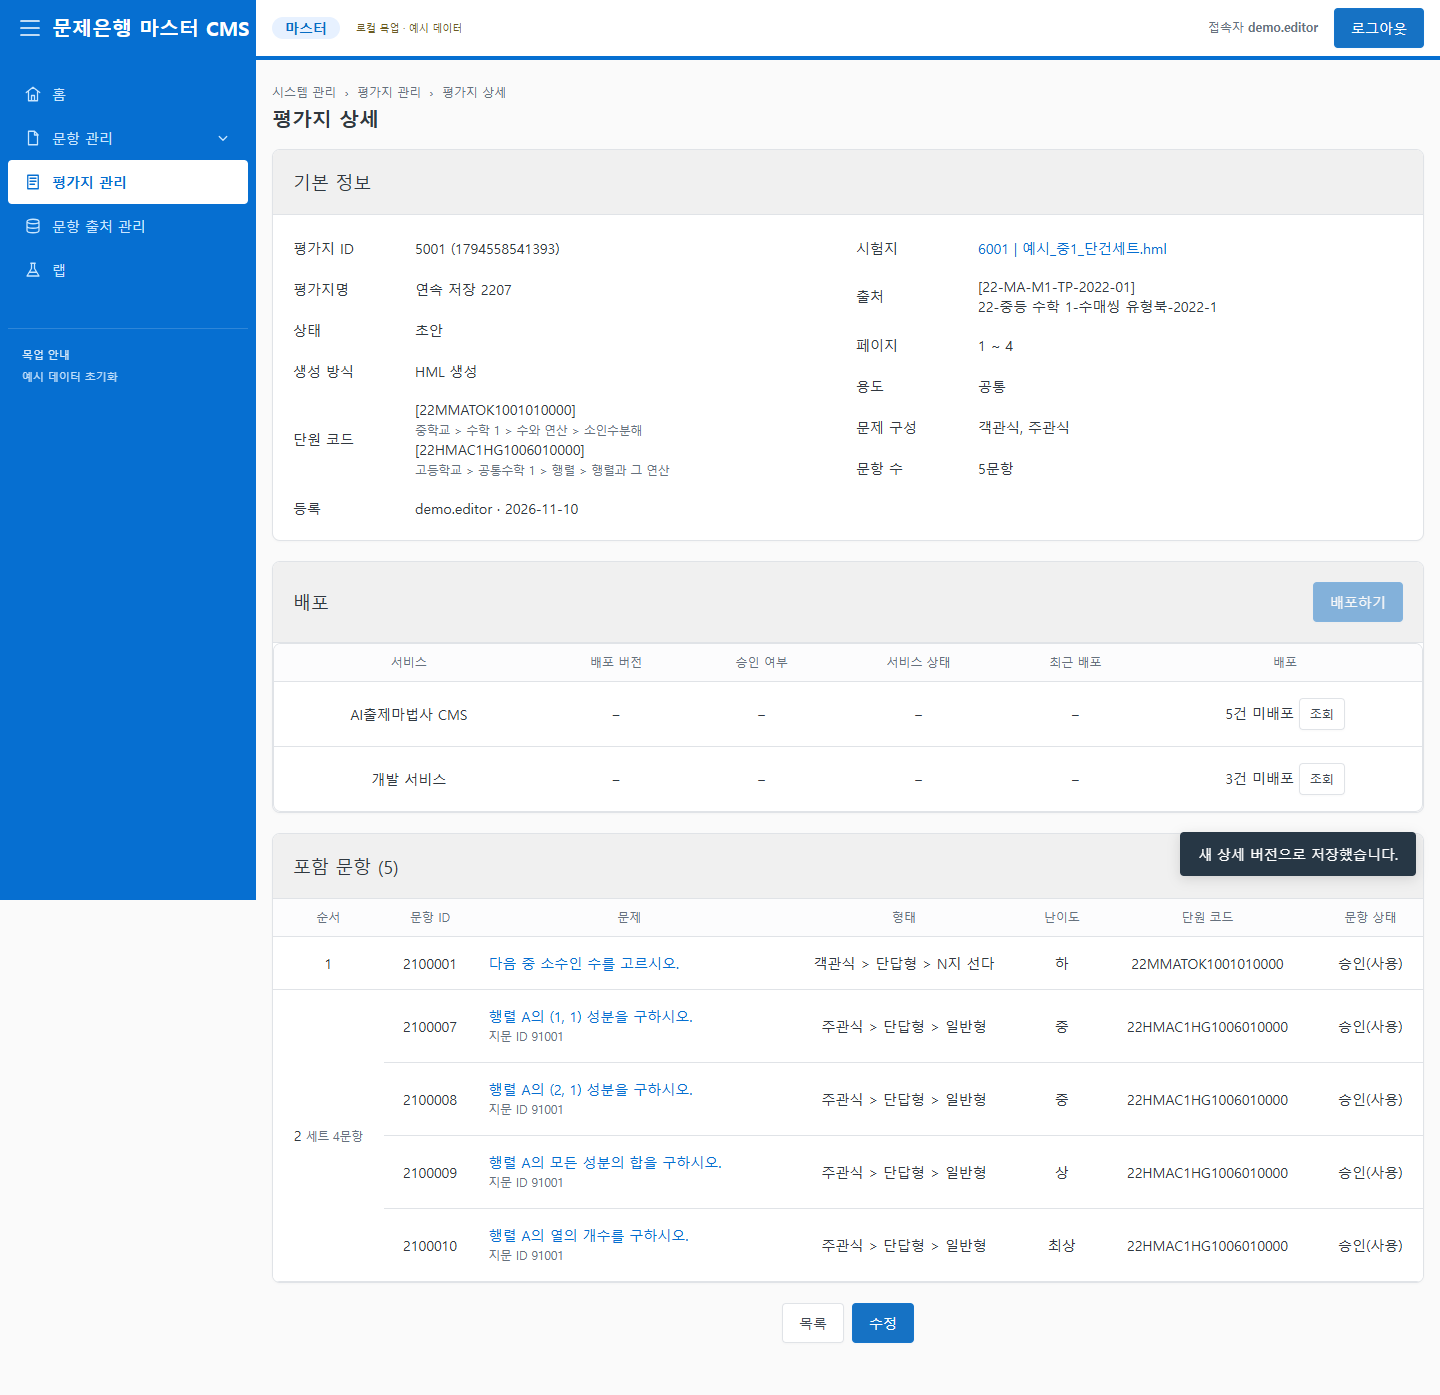 문제은행 마스터 CMS
마스터
로컬 목업 · 예시 데이터
접속자 demo.editor
로그아웃
홈
문항 관리
평가지 관리
문항 출처 관리
랩
목업 안내
예시 데이터 초기화
시스템 관리 › 평가지 관리 › 평가지 상세
평가지 상세
기본 정보
평가지 ID 5001 (1794558541393)
평가지명 연속 저장 2207
상태 초안
생성 방식 HML 생성
단원 코드
[22MMATOK1001010000]
중학교 > 수학 1 > 수와 연산 > 소인수분해
[22HMAC1HG1006010000]
고등학교 > 공통수학 1 > 행렬 > 행렬과 그 연산
등록 demo.editor · 2026-11-10
시험지 6001 | 예시_중1_단건세트.hml
출처
[22-MA-M1-TP-2022-01]
22-중등 수학 1-수매씽 유형북-2022-1
페이지 1 ~ 4
용도 공통
문제 구성 객관식, 주관식
문항 수 5문항
배포
배포하기
서비스 배포 버전 승인 여부 서비스 상태 최근 배포 배포
AI출제마법사 CMS – – – – 5건 미배포 조회
개발 서비스 – – – – 3건 미배포 조회
포함 문항 (5)
새 상세 버전으로 저장했습니다.
순서 문항 ID 문제 형태 난이도 단원 코드 문항 상태
1 2100001 다음 중 소수인 수를 고르시오. 객관식 > 단답형 > N지 선다 하 22MMATOK1001010000 승인(사용)
2 세트 4문항
2100007 행렬 A의 (1, 1) 성분을 구하시오. 주관식 > 단답형 > 일반형 중 22HMAC1HG1006010000 승인(사용)
지문 ID 91001
2100008 행렬 A의 (2, 1) 성분을 구하시오. 주관식 > 단답형 > 일반형 중 22HMAC1HG1006010000 승인(사용)
지문 ID 91001
2100009 행렬 A의 모든 성분의 합을 구하시오. 주관식 > 단답형 > 일반형 상 22HMAC1HG1006010000 승인(사용)
지문 ID 91001
2100010 행렬 A의 열의 개수를 구하시오. 주관식 > 단답형 > 일반형 최상 22HMAC1HG1006010000 승인(사용)
지문 ID 91001
목록
수정